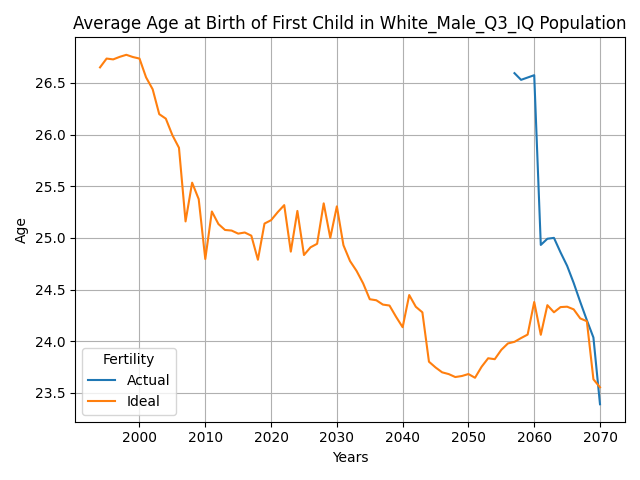 Average Age at Birth of First Child in White_Male_Q3_IQ Population
Age
26.5
26.0
25.5
25.0
24.5
24.0
23.5
Fertility
Actual
Ideal
2000 2010 2020 2030 2040 2050 2060 2070
Years